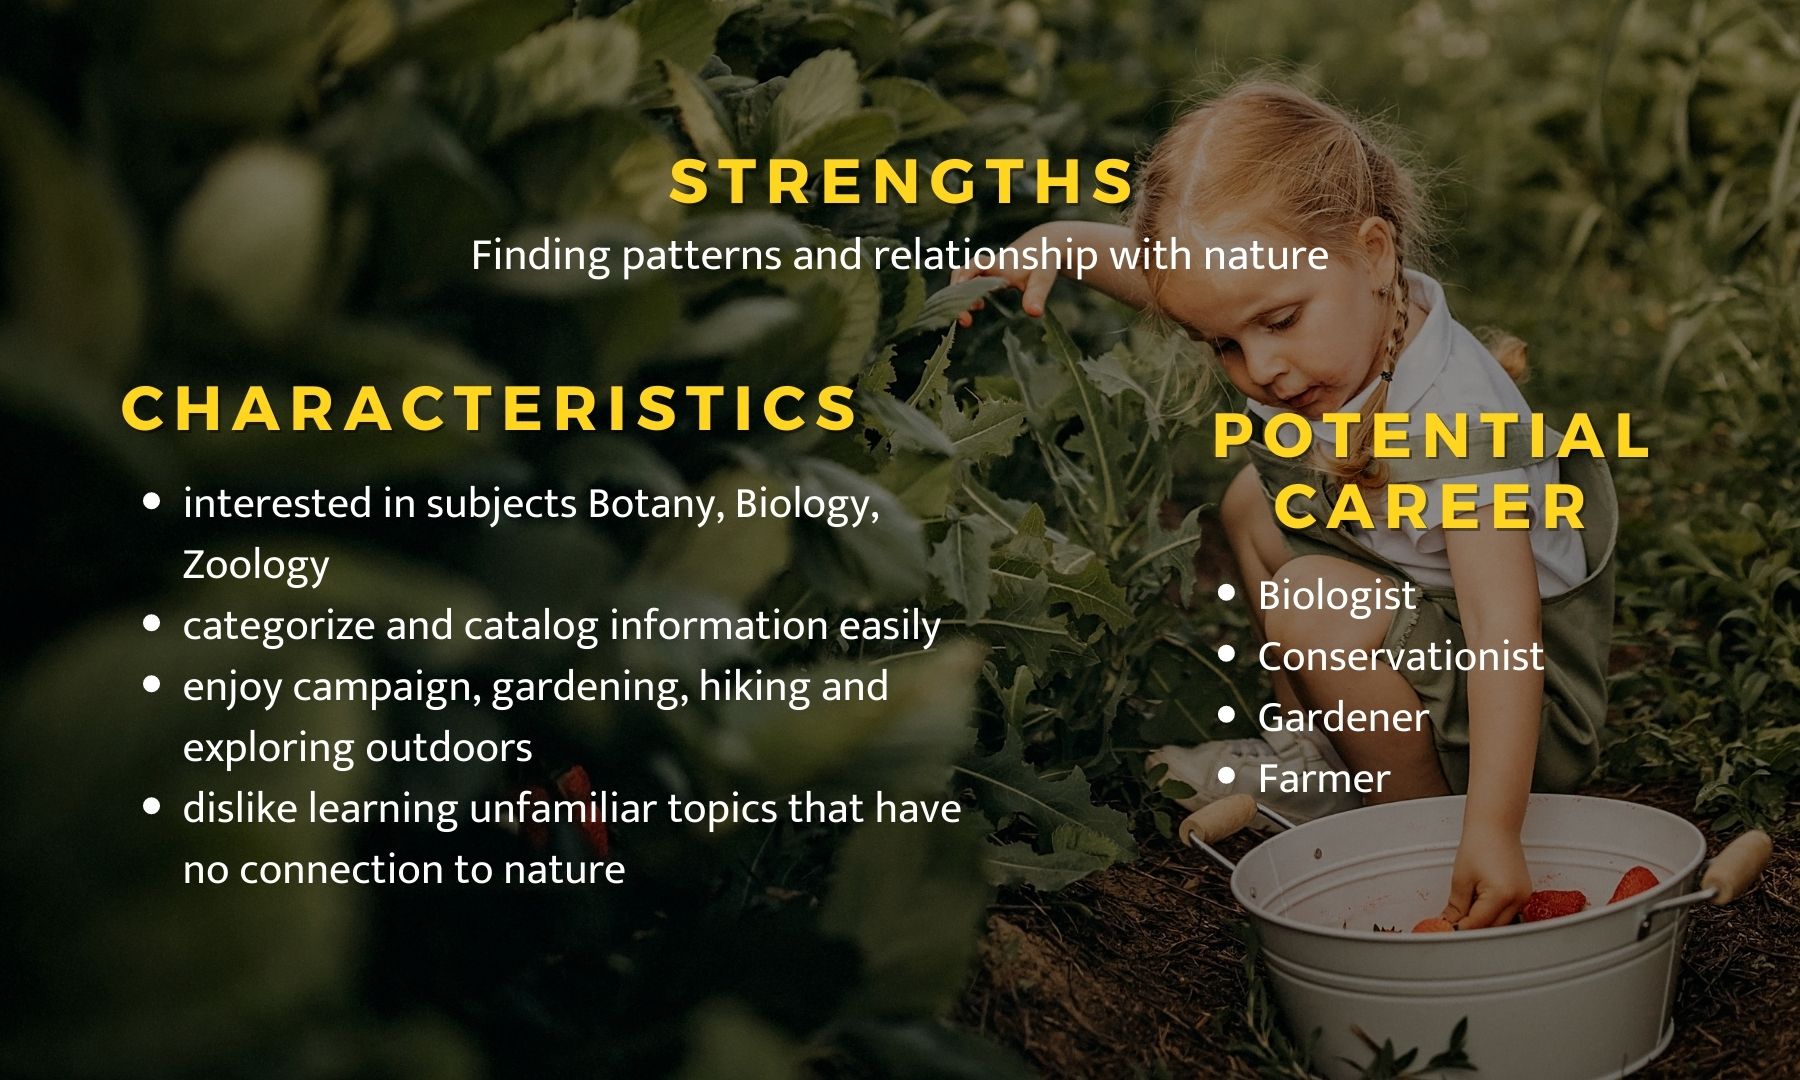 STRENGTHS
Finding patterns and relationship with nature
CHARACTERISTICS
• interested in subjects Botany, Biology,
Zoology
• categorize and catalog information easily
• enjoy campaign, gardening, hiking and
exploring outdoors
• dislike learning unfamiliar topics that have
no connection to nature
POTENTIAL
CAREER
• Biologist
• Conservationist
• Gardener
• Farmer